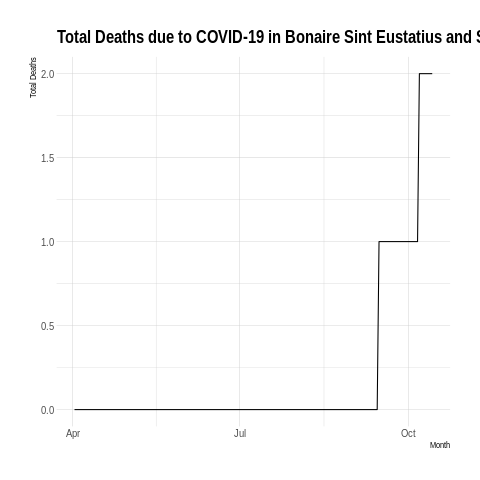 Total Deaths due to COVID-19 in Bonaire Sint Eustatius and S
Total Deaths
2.0
1.5
1.0
0.5
0.0
Apr
Jul
Oct
Month